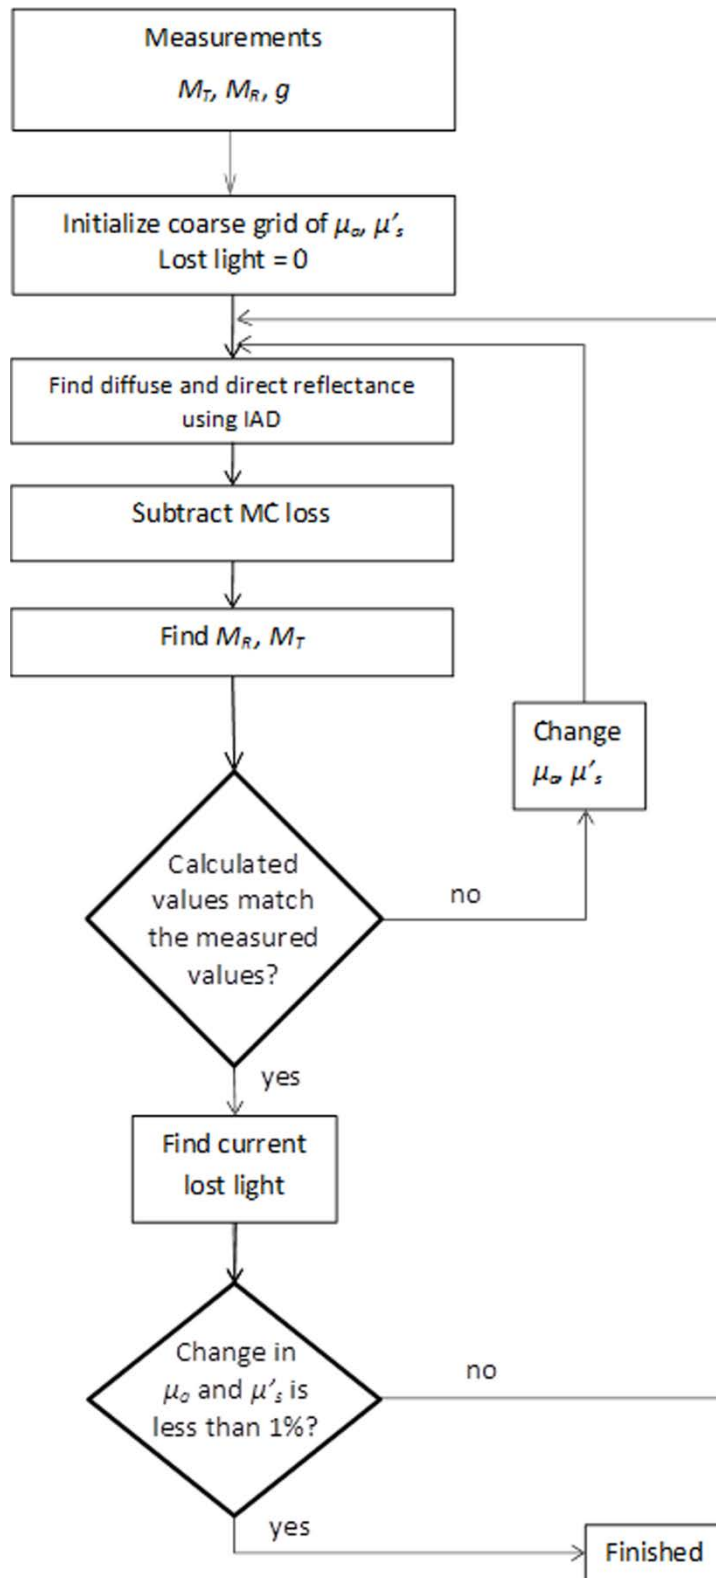 Measurements
M_T, M_R, g
Initialize coarse grid of μ_a, μ'_s
Lost light = 0
Find diffuse and direct reflectance
using IAD
Subtract MC loss
Find M_R, M_T
Change
μ_a, μ'_s
Calculated
values match
the measured
values?
no
yes
Find current
lost light
Change in
μ_a and μ'_s is
less than 1%?
no
yes
Finished